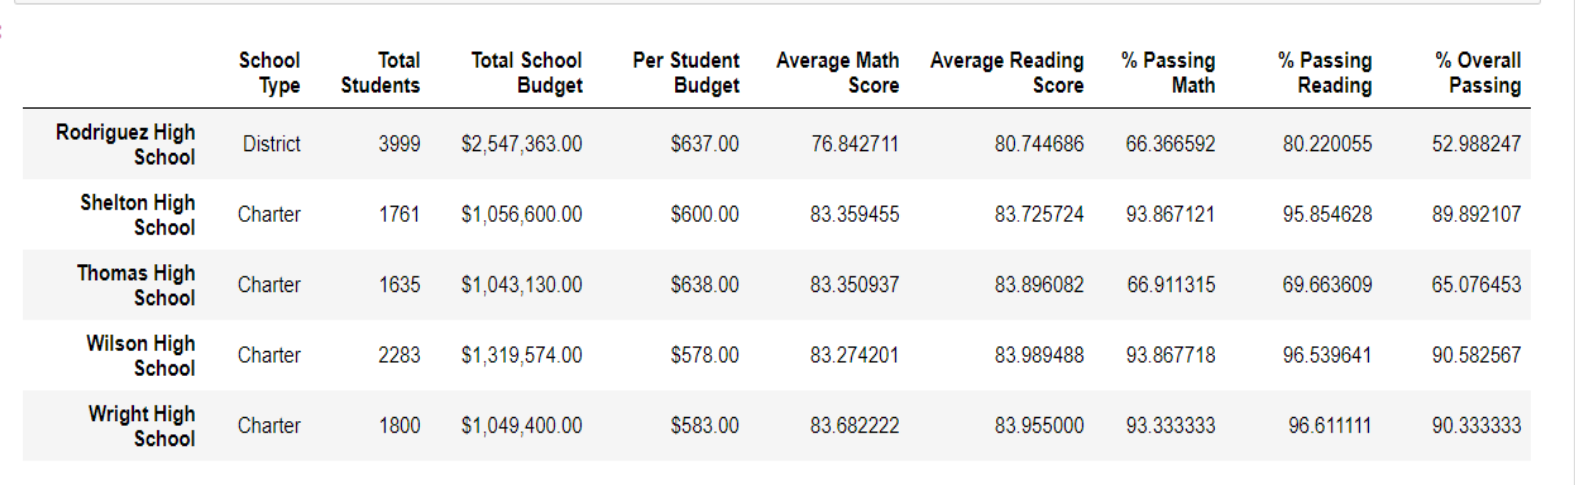 School Type Total Students Total School Budget Per Student Budget Average Math Score Average Reading Score % Passing Math % Passing Reading % Overall Passing
Rodriguez High School District 3999 $2,547,363.00 $637.00 76.842711 80.744686 66.366592 80.220055 52.988247
Shelton High School Charter 1761 $1,056,600.00 $600.00 83.359455 83.725724 93.867121 95.854628 89.892107
Thomas High School Charter 1635 $1,043,130.00 $638.00 83.350937 83.896082 66.911315 69.663609 65.076453
Wilson High School Charter 2283 $1,319,574.00 $578.00 83.274201 83.989488 93.867718 96.539641 90.582567
Wright High School Charter 1800 $1,049,400.00 $583.00 83.682222 83.955000 93.333333 96.611111 90.333333